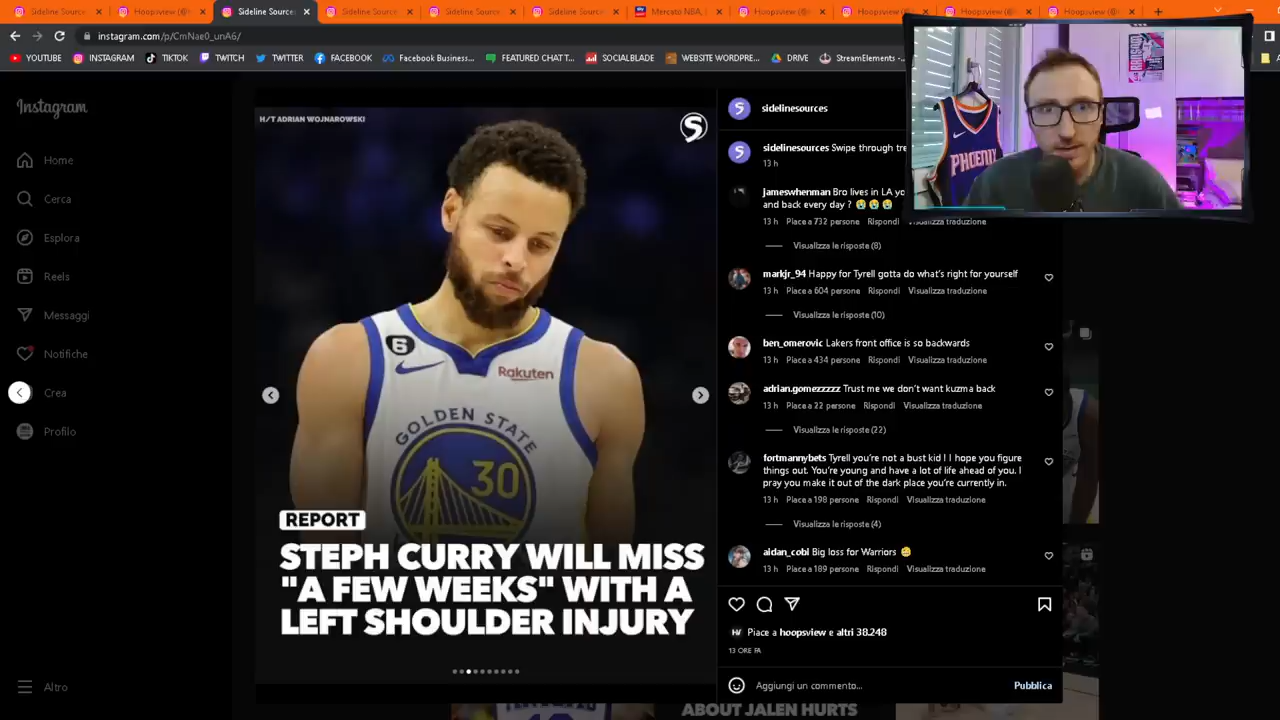 Sideline Source
Hoopsview (@
Sideline Source
Sideline Source
Sideline Source
Sideline Source
Mercato NBA, l
Hoopsview (@
Hoopsview (@
Hoopsview (@
Hoopsview (@
instagram.com/p/CmNae0_unA6/
YOUTUBE
INSTAGRAM
TIKTOK
TWITCH
TWITTER
FACEBOOK
Facebook Business...
FEATURED CHAT T...
SOCIALBLADE
WEBSITE WORDPRE...
DRIVE
StreamElements -...
Instagram
Home
Cerca
Esplora
Reels
Messaggi
Notifiche
Crea
Profilo
Altro
H/T ADRIAN WOJNAROWSKI
S
6
Rakuten
GOLDEN STATE
30
WARRIORS
REPORT
STEPH CURRY WILL MISS
"A FEW WEEKS" WITH A
LEFT SHOULDER INJURY
PHOENIX
sidelinesources
sidelinesources Swipe through tre
13 h
jameswhenman Bro lives in LA yo
and back every day ? 😭😭😭
13 h Piace a 732 persone Rispondi Visualizza traduzione
Visualizza le risposte (8)
markjr_94 Happy for Tyrell gotta do what's right for yourself
13 h Piace a 604 persone Rispondi Visualizza traduzione
Visualizza le risposte (10)
ben_omerovic Lakers front office is so backwards
13 h Piace a 434 persone Rispondi Visualizza traduzione
adrian.gomezzzzz Trust me we don't want kuzma back
13 h Piace a 22 persone Rispondi Visualizza traduzione
Visualizza le risposte (22)
fortmannybets Tyrell you're not a bust kid ! I hope you figure
things out. You're young and have a lot of life ahead of you. I
pray you make it out of the dark place you're currently in.
13 h Piace a 198 persone Rispondi Visualizza traduzione
Visualizza le risposte (4)
aidan_cobi Big loss for Warriors
13 h Piace a 189 persone Rispondi Visualizza traduzione
Piace a hoopsview e altri 38.248
13 ORE FA
Aggiungi un commento...
Pubblica
ABOUT JALEN HURTS